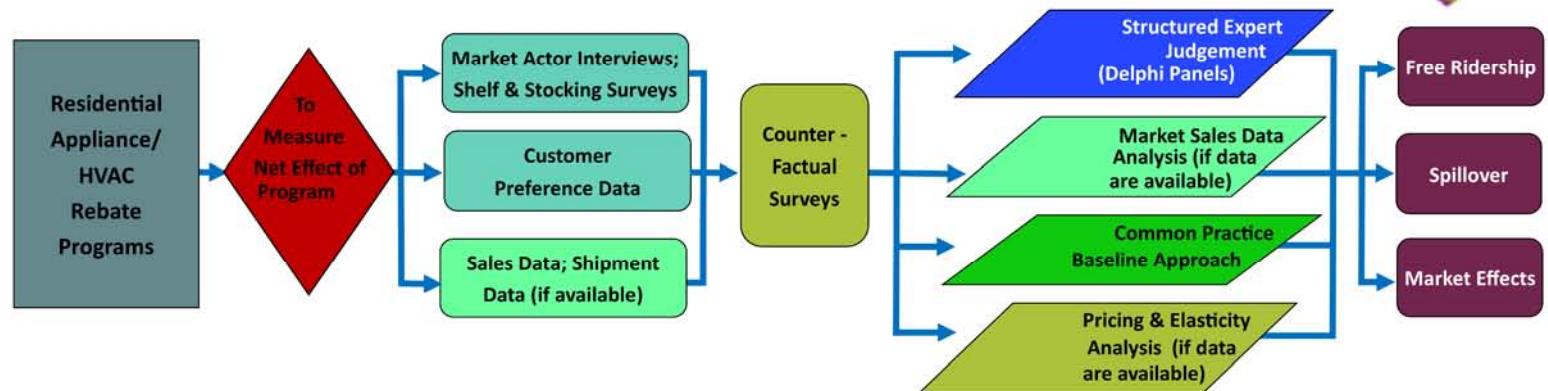 Residential
Appliance/
HVAC
Rebate
Programs
To
Measure
Net Effect of
Program
Market Actor Interviews;
Shelf & Stocking Surveys
Customer
Preference Data
Sales Data; Shipment
Data (if available)
Counter -
Factual
Surveys
Structured Expert
Judgement
(Delphi Panels)
Market Sales Data
Analysis (if data
are available)
Common Practice
Baseline Approach
Pricing & Elasticity
Analysis (if data
are available)
Free Ridership
Spillover
Market Effects